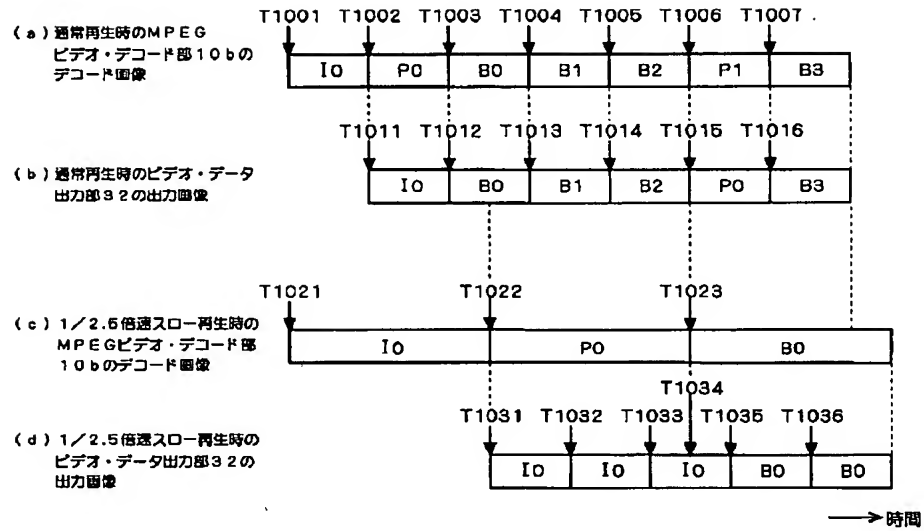 T1001 T1002 T1003 T1004 T1005 T1006 T1007
(a)通常再生時のMPEG
ビデオ・デコード部10bの
デコード画像
I0 P0 B0 B1 B2 P1 B3
T1011 T1012 T1013 T1014 T1015 T1016
(b)通常再生時のビデオ・データ
出力部32の出力画像
I0 B0 B1 B2 P0 B3
T1021 T1022 T1023
(c)1/2.5倍速スロー再生時の
MPEGビデオ・デコード部
10bのデコード画像
I0 P0 B0
T1034
T1031 T1032 T1033 T1035 T1036
(d)1/2.5倍速スロー再生時の
ビデオ・データ出力部32の
出力画像
I0 I0 I0 B0 B0
時間